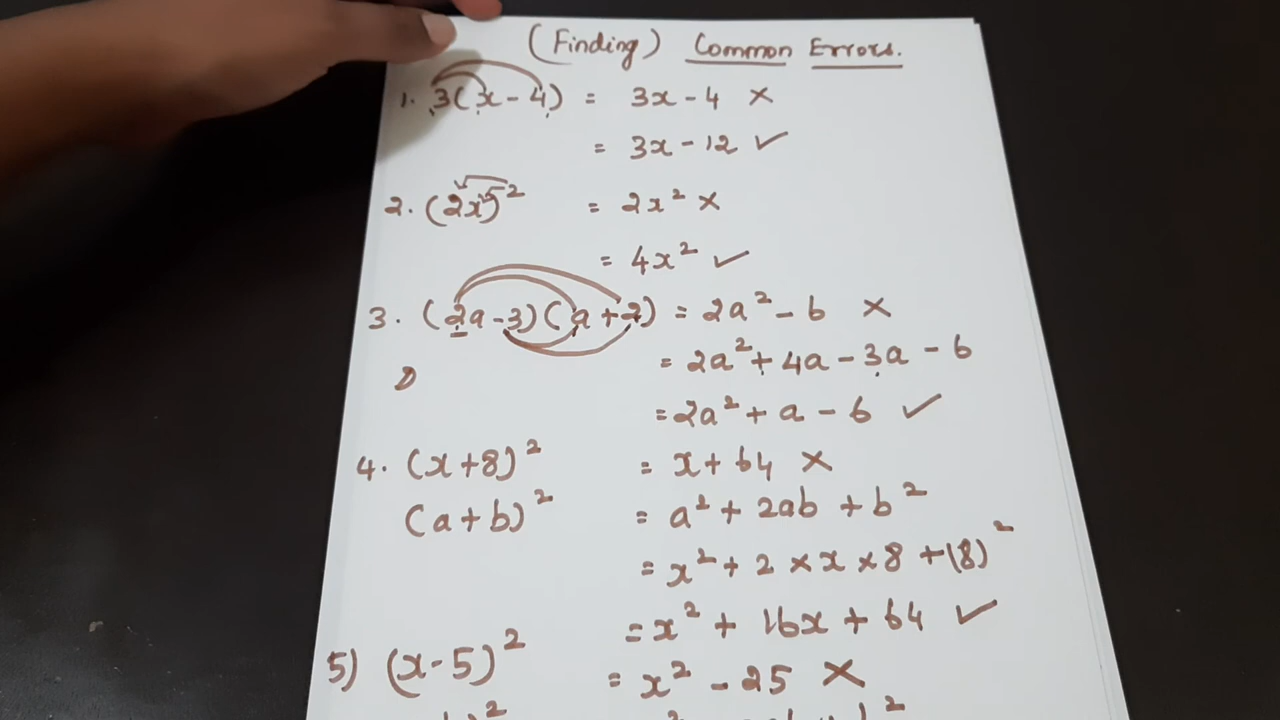 (Finding) Common Errors.
1. 3(x - 4) = 3x - 4 ×
= 3x - 12 ✓
2. (2x)² = 2x² ×
= 4x² ✓
3. (2a - 3)(a + 2) = 2a² - 6 ×
= 2a² + 4a - 3a - 6
= 2a² + a - 6 ✓
4. (x + 8)² = x + 64 ×
(a + b)² = a² + 2ab + b²
= x² + 2 × x × 8 + (8)²
= x² + 16x + 64 ✓
5) (x - 5)² = x² - 25 ×